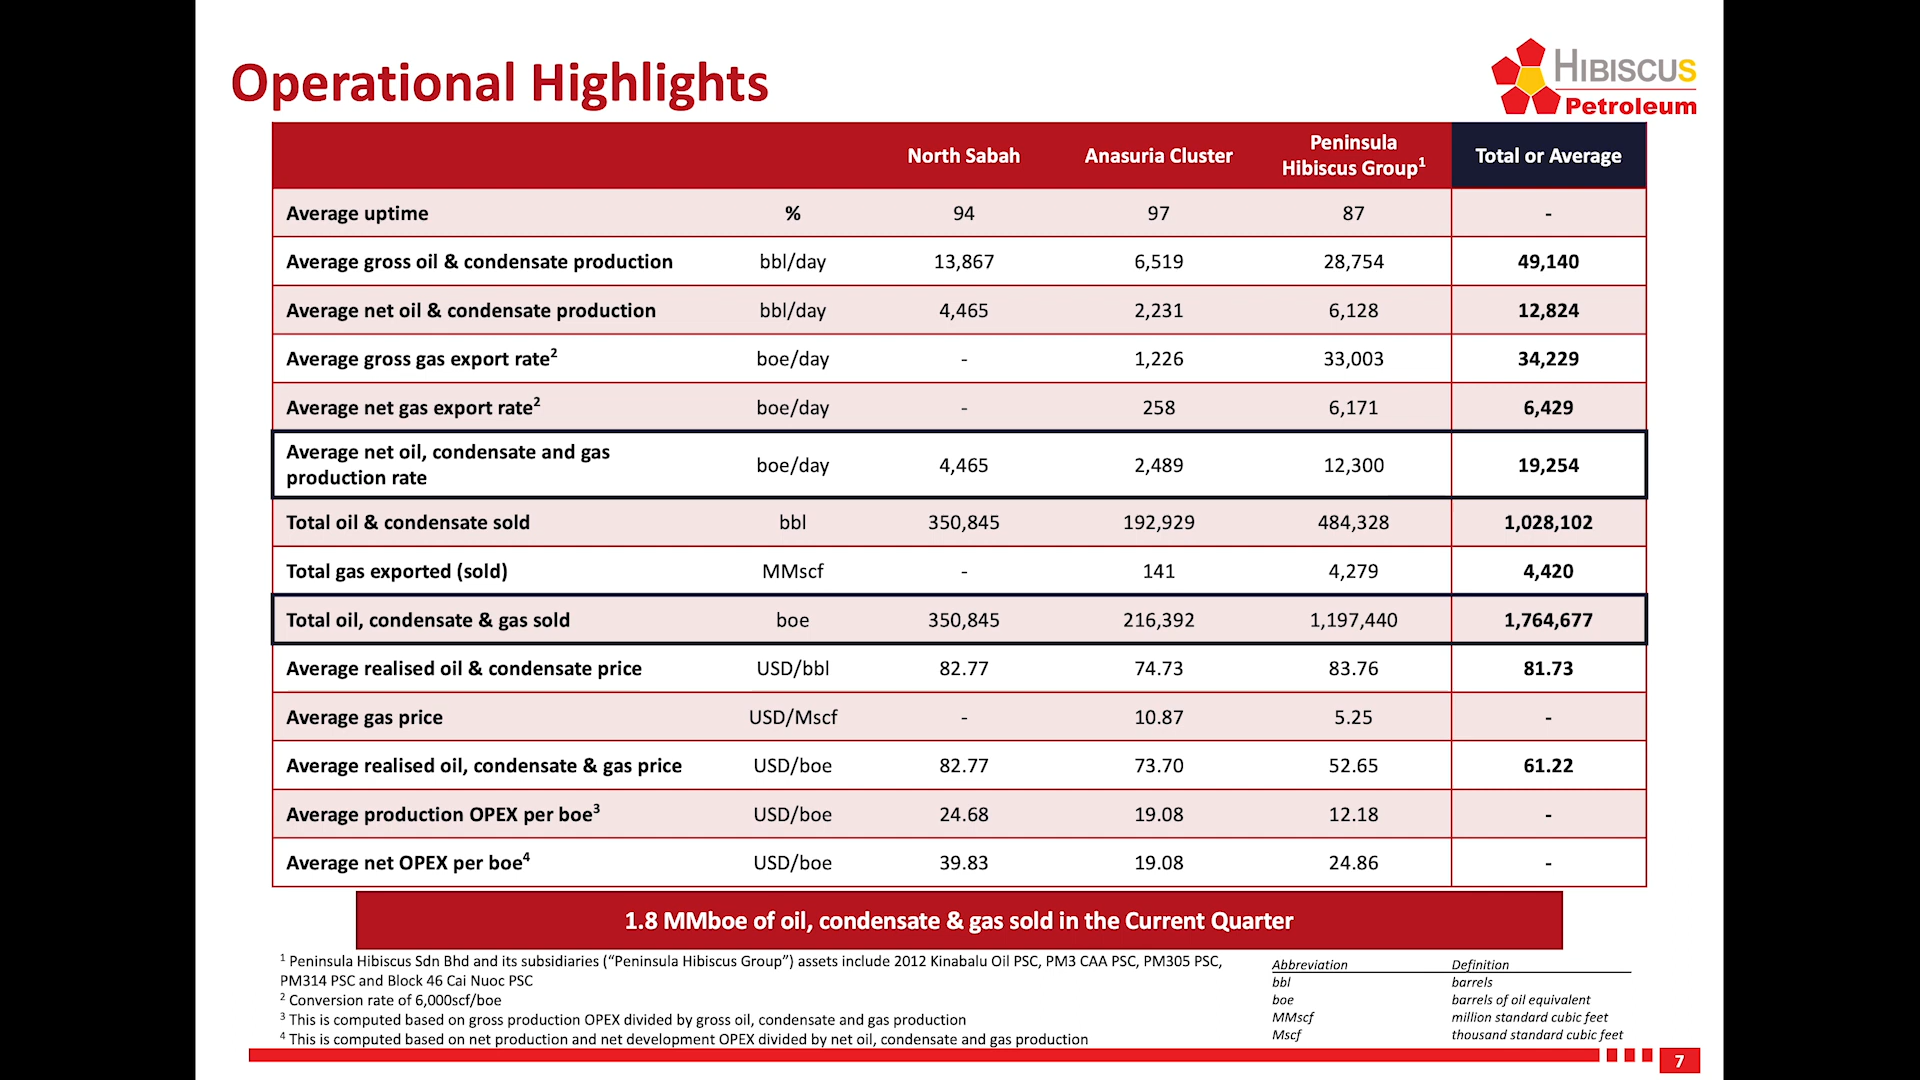 Operational Highlights
HIBISCUS
Petroleum
North Sabah Anasuria Cluster Peninsula Hibiscus Group1 Total or Average
Average uptime % 94 97 87 -
Average gross oil & condensate production bbl/day 13,867 6,519 28,754 49,140
Average net oil & condensate production bbl/day 4,465 2,231 6,128 12,824
Average gross gas export rate2 boe/day - 1,226 33,003 34,229
Average net gas export rate2 boe/day - 258 6,171 6,429
Average net oil, condensate and gas
production rate boe/day 4,465 2,489 12,300 19,254
Total oil & condensate sold bbl 350,845 192,929 484,328 1,028,102
Total gas exported (sold) MMscf - 141 4,279 4,420
Total oil, condensate & gas sold boe 350,845 216,392 1,197,440 1,764,677
Average realised oil & condensate price USD/bbl 82.77 74.73 83.76 81.73
Average gas price USD/Mscf - 10.87 5.25 -
Average realised oil, condensate & gas price USD/boe 82.77 73.70 52.65 61.22
Average production OPEX per boe3 USD/boe 24.68 19.08 12.18 -
Average net OPEX per boe4 USD/boe 39.83 19.08 24.86 -
1.8 MMboe of oil, condensate & gas sold in the Current Quarter
1 Peninsula Hibiscus Sdn Bhd and its subsidiaries (“Peninsula Hibiscus Group”) assets include 2012 Kinabalu Oil PSC, PM3 CAA PSC, PM305 PSC,
PM314 PSC and Block 46 Cai Nuoc PSC
2 Conversion rate of 6,000scf/boe
3 This is computed based on gross production OPEX divided by gross oil, condensate and gas production
4 This is computed based on net production and net development OPEX divided by net oil, condensate and gas production
Abbreviation Definition
bbl barrels
boe barrels of oil equivalent
MMscf million standard cubic feet
Mscf thousand standard cubic feet
7